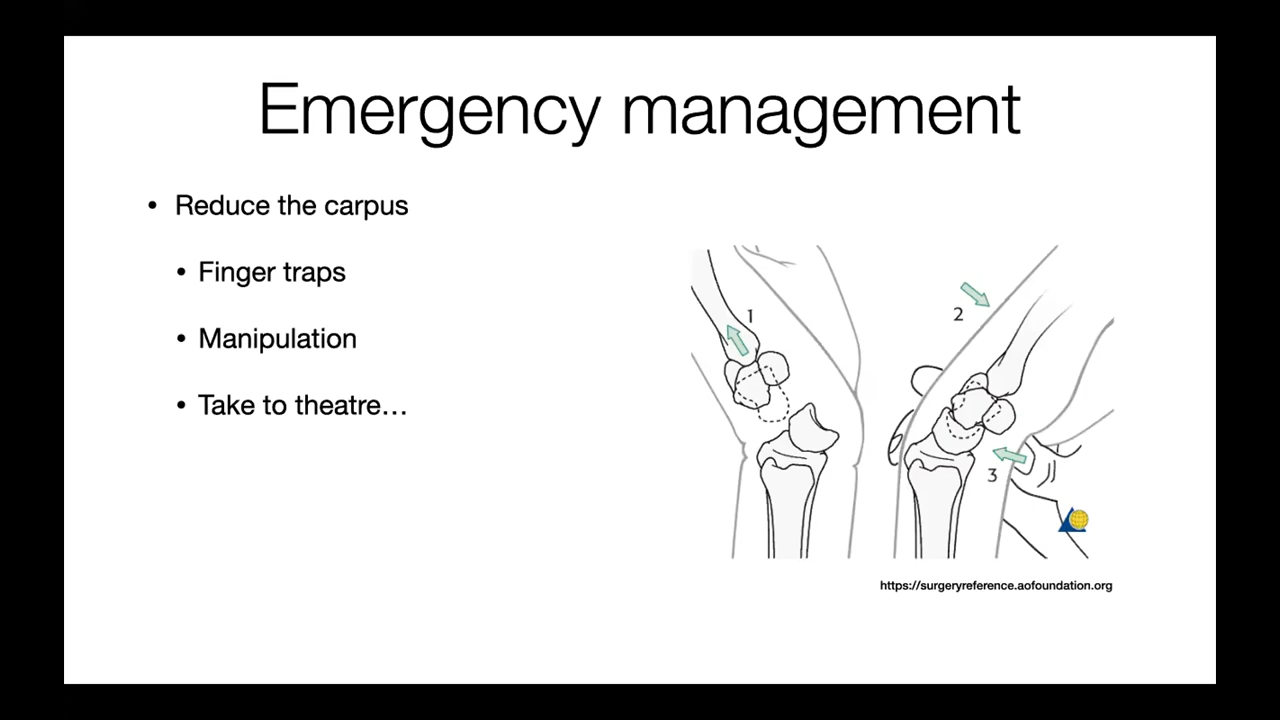 Emergency management
• Reduce the carpus
• Finger traps
• Manipulation
• Take to theatre…
1
2
3
https://surgeryreference.aofoundation.org